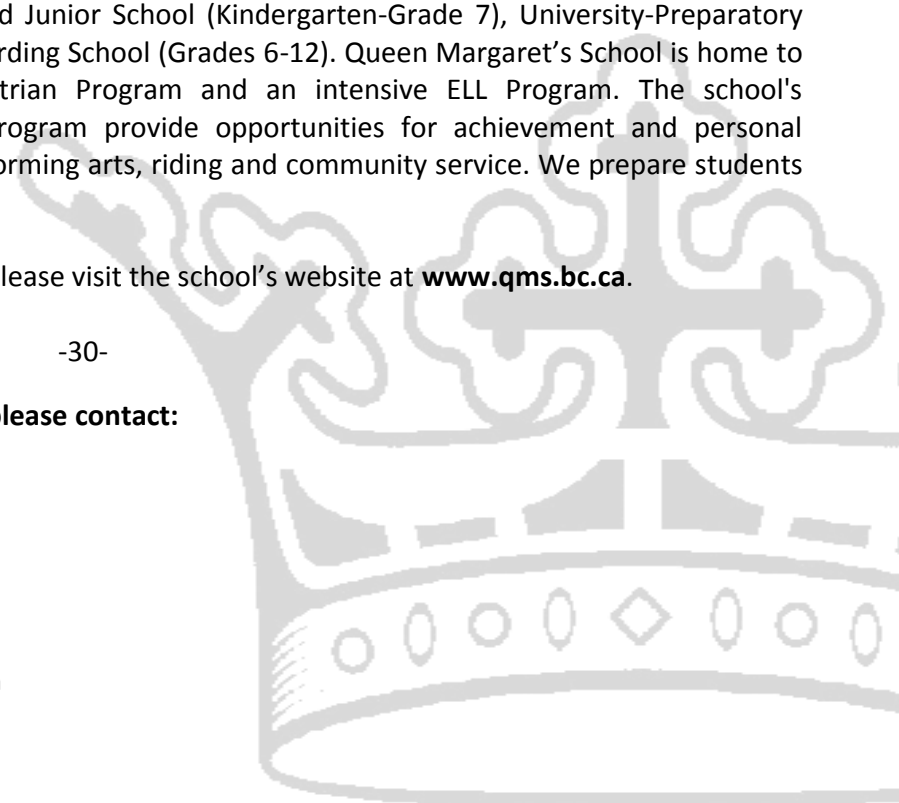 d Junior School (Kindergarten-Grade 7), University-Preparatory
rding School (Grades 6-12). Queen Margaret's School is home to
trian Program and an intensive ELL Program. The school's
rogram provide opportunities for achievement and personal
orming arts, riding and community service. We prepare students
lease visit the school's website at www.qms.bc.ca.
-30-
lease contact: